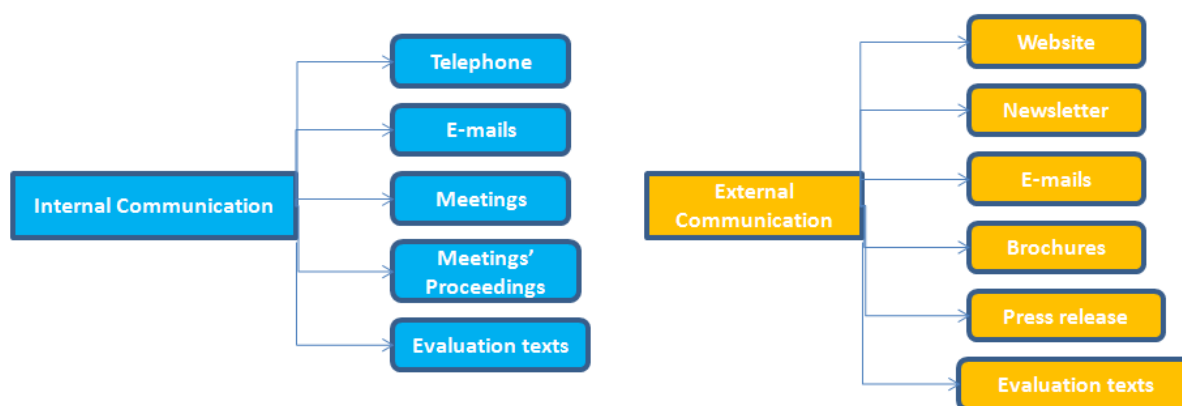 Internal Communication
Telephone
E-mails
Meetings
Meetings’
Proceedings
Evaluation texts
External
Communication
Website
Newsletter
E-mails
Brochures
Press release
Evaluation texts